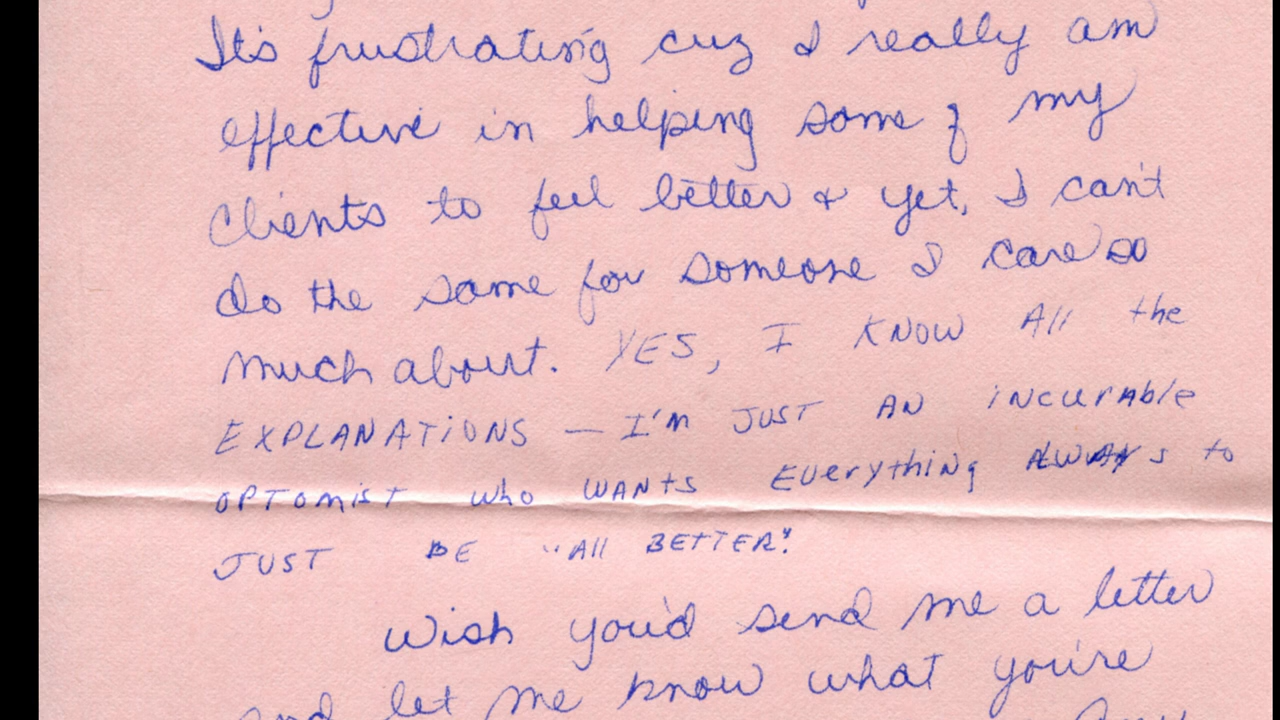 It's frustrating cuz I really am
effective in helping some of my
clients to feel better & yet, I can't
do the same for someone I care so
much about. YES, I KNOW All the
EXPLANATiONS — I'm JUST AN iNcurAble
OPTomisT who WANts EVErything AlwAys to
JUST BE "All BETTER".
Wish you'd send me a letter
and let me know what you're